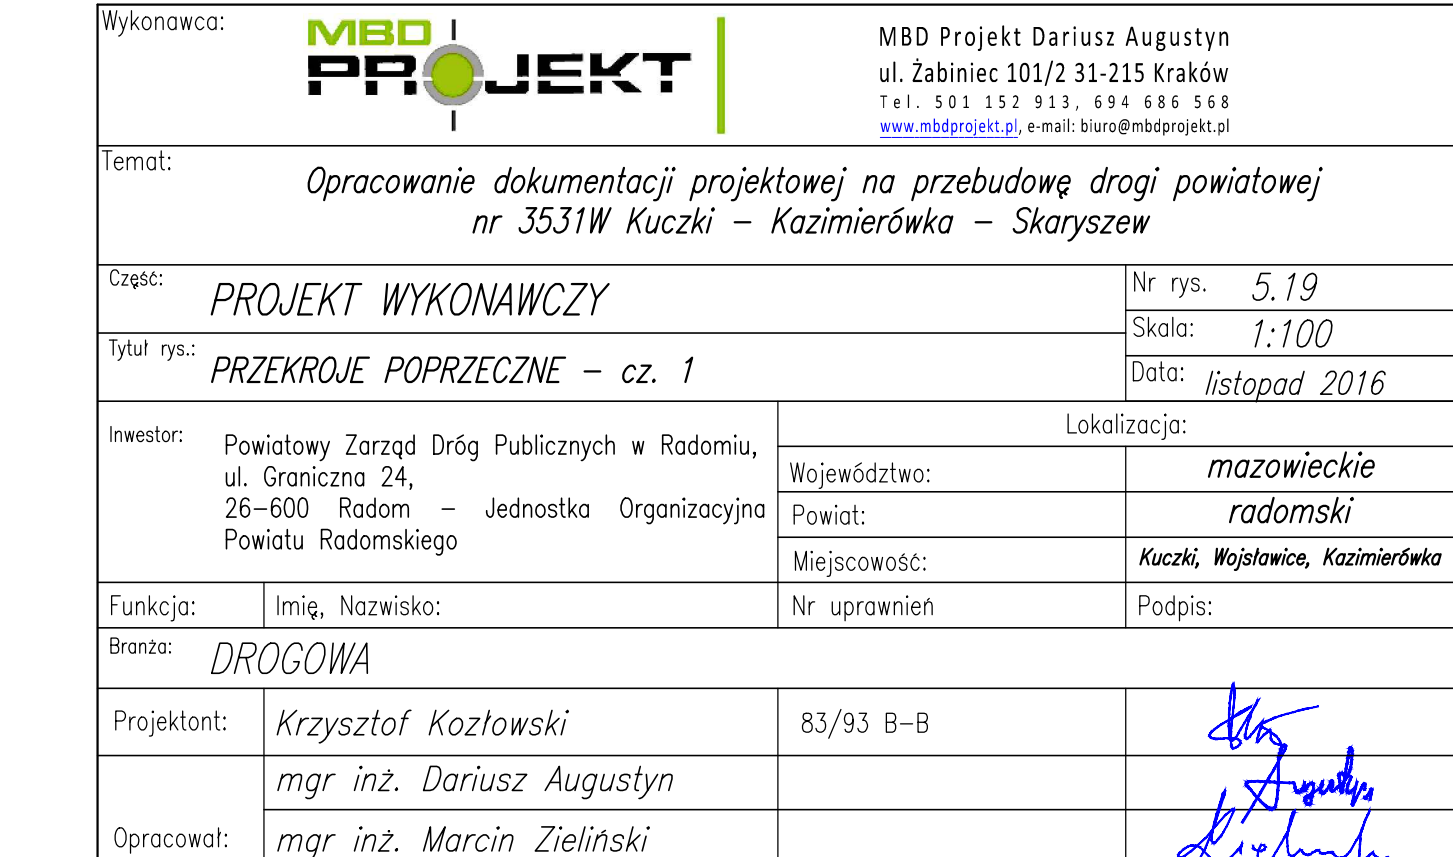 Wykonawca:
MBD
PROJEKT
MBD Projekt Dariusz Augustyn
ul. Żabiniec 101/2 31-215 Kraków
Tel. 501 152 913, 694 686 568
www.mbdprojekt.pl, e-mail: biuro@mbdprojekt.pl
Temat:
Opracowanie dokumentacji projektowej na przebudowę drogi powiatowej
nr 3531W Kuczki – Kazimierówka – Skaryszew
Część:
PROJEKT WYKONAWCZY
Nr rys. 5.19
Skala: 1:100
Tytuł rys.:
PRZEKROJE POPRZECZNE – cz. 1
Data: listopad 2016
Inwestor:
Powiatowy Zarząd Dróg Publicznych w Radomiu,
ul. Graniczna 24,
26–600 Radom – Jednostka Organizacyjna
Powiatu Radomskiego
Lokalizacja:
Województwo: mazowieckie
Powiat: radomski
Miejscowość: Kuczki, Wojsławice, Kazimierówka
Funkcja: Imię, Nazwisko: Nr uprawnień Podpis:
Branża:
DROGOWA
Projektont: Krzysztof Kozłowski 83/93 B–B
mgr inż. Dariusz Augustyn Augustyn
Opracował: mgr inż. Marcin Zieliński